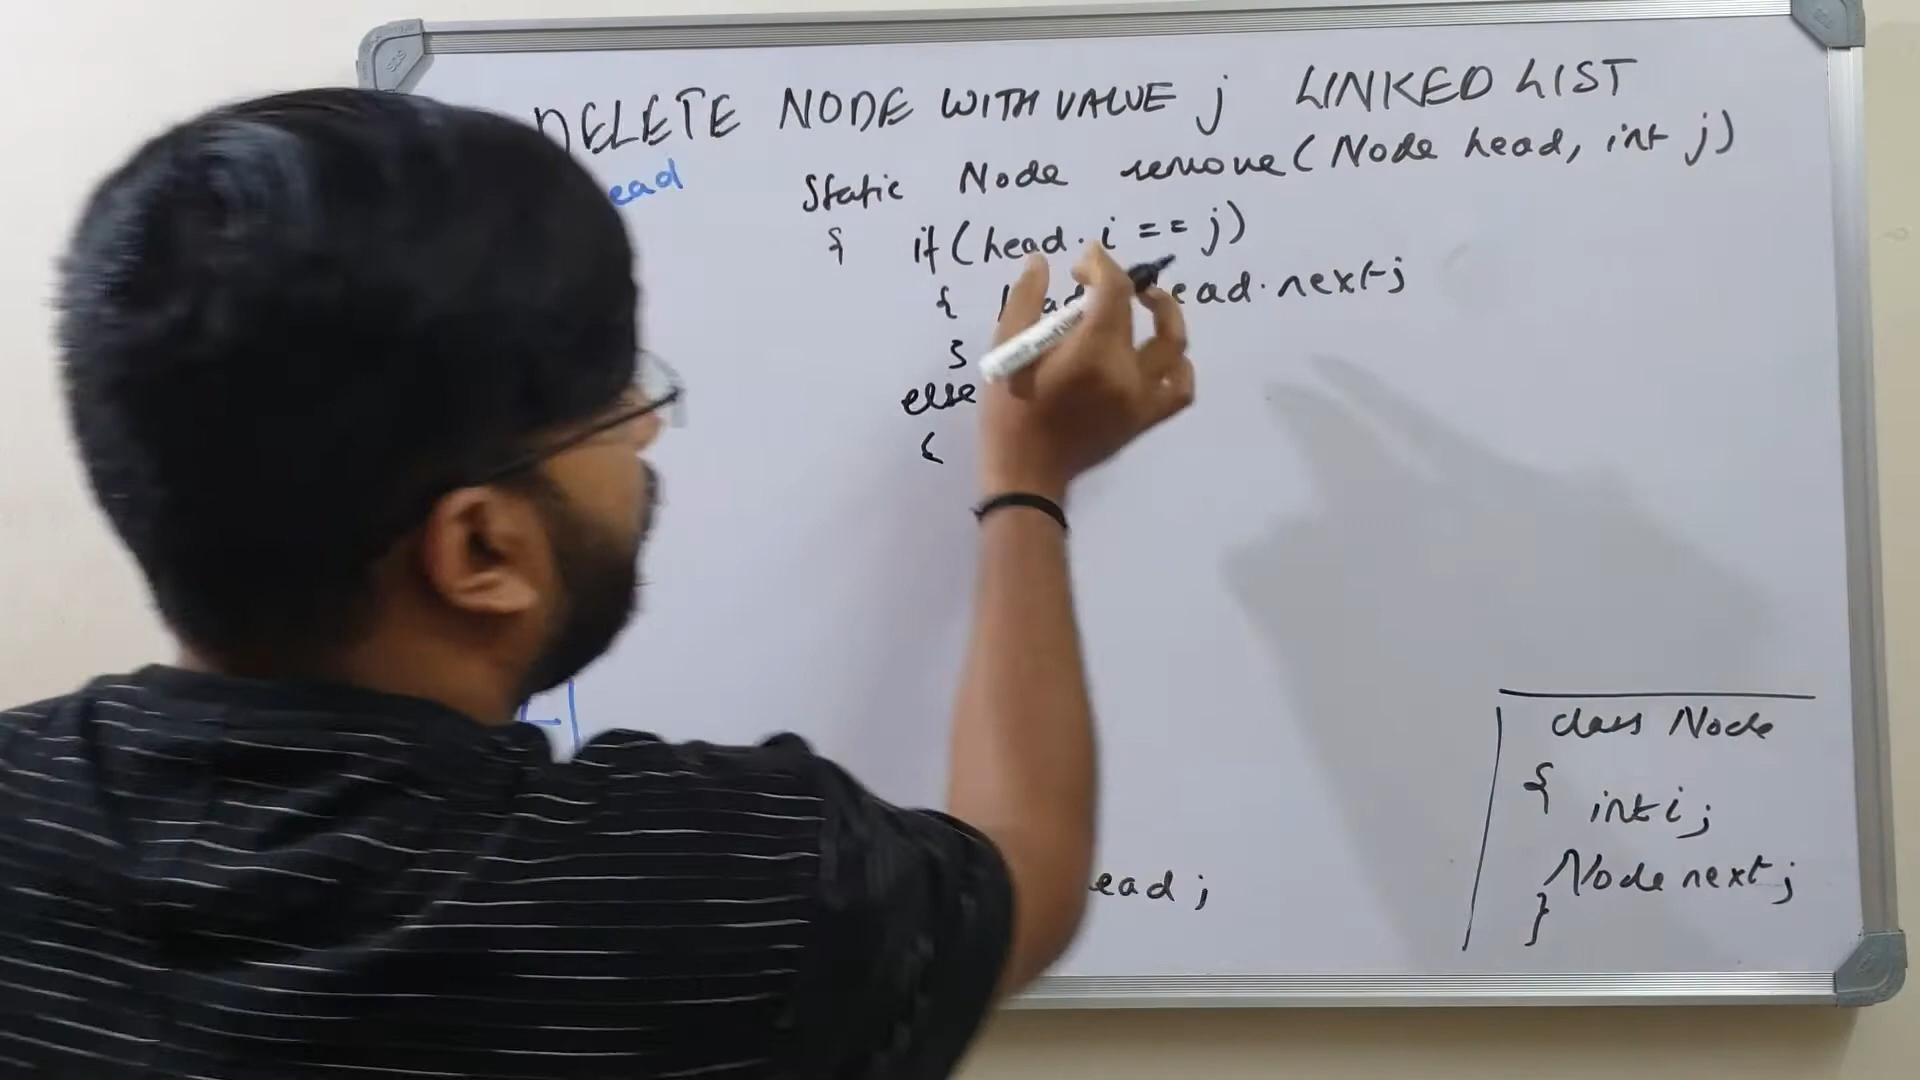 DELETE NODE WITH VALUE j LINKED LIST
ead
static Node remove(Node head, int j)
{ if(head.i == j)
{ head ead.next;
}
else
{
ead;
class Node
{ int i;
Node next;
}